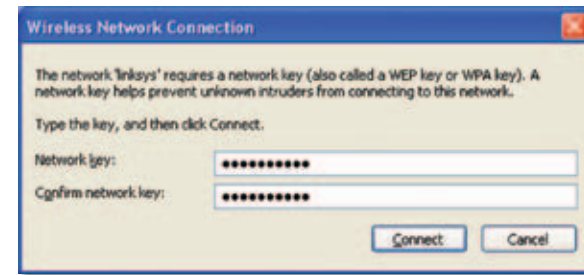 Wireless Network Connection
The network 'linksys' requires a network key (also called a WEP key or WPA key). A
network key helps prevent unknown intruders from connecting to this network.
Type the key, and then click Connect.
Network key:
••••••••••
Confirm network key:
••••••••••
Connect Cancel